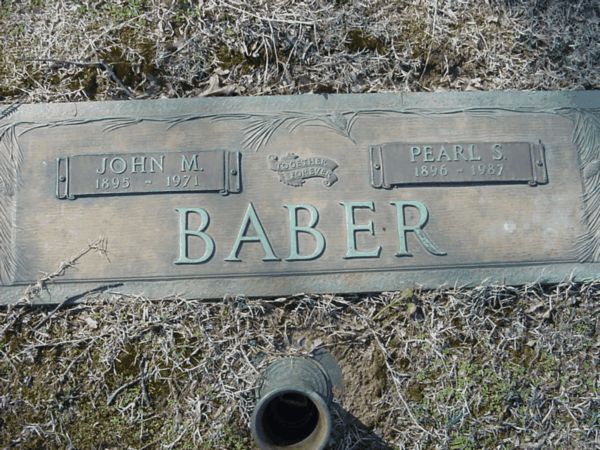 JOHN M.
1895 - 1971
TOGETHER
FOREVER
PEARL S.
1896 - 1987
BABER